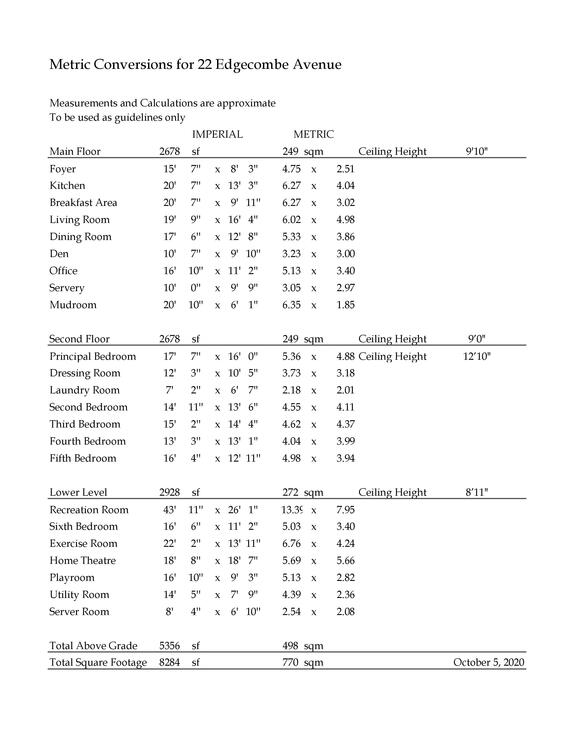 Metric Conversions for 22 Edgecombe Avenue
Measurements and Calculations are approximate
To be used as guidelines only
IMPERIAL METRIC
Main Floor 2678 sf 249 sqm Ceiling Height 9'10"
Foyer 15' 7" x 8' 3" 4.75 x 2.51
Kitchen 20' 7" x 13' 3" 6.27 x 4.04
Breakfast Area 20' 7" x 9' 11" 6.27 x 3.02
Living Room 19' 9" x 16' 4" 6.02 x 4.98
Dining Room 17' 6" x 12' 8" 5.33 x 3.86
Den 10' 7" x 9' 10" 3.23 x 3.00
Office 16' 10" x 11' 2" 5.13 x 3.40
Servery 10' 0" x 9' 9" 3.05 x 2.97
Mudroom 20' 10" x 6' 1" 6.35 x 1.85
Second Floor 2678 sf 249 sqm Ceiling Height 9'0"
Principal Bedroom 17' 7" x 16' 0" 5.36 x 4.88 Ceiling Height 12'10"
Dressing Room 12' 3" x 10' 5" 3.73 x 3.18
Laundry Room 7' 2" x 6' 7" 2.18 x 2.01
Second Bedroom 14' 11" x 13' 6" 4.55 x 4.11
Third Bedroom 15' 2" x 14' 4" 4.62 x 4.37
Fourth Bedroom 13' 3" x 13' 1" 4.04 x 3.99
Fifth Bedroom 16' 4" x 12' 11" 4.98 x 3.94
Lower Level 2928 sf 272 sqm Ceiling Height 8'11"
Recreation Room 43' 11" x 26' 1" 13.39 x 7.95
Sixth Bedroom 16' 6" x 11' 2" 5.03 x 3.40
Exercise Room 22' 2" x 13' 11" 6.76 x 4.24
Home Theatre 18' 8" x 18' 7" 5.69 x 5.66
Playroom 16' 10" x 9' 3" 5.13 x 2.82
Utility Room 14' 5" x 7' 9" 4.39 x 2.36
Server Room 8' 4" x 6' 10" 2.54 x 2.08
Total Above Grade 5356 sf 498 sqm
Total Square Footage 8284 sf 770 sqm October 5, 2020